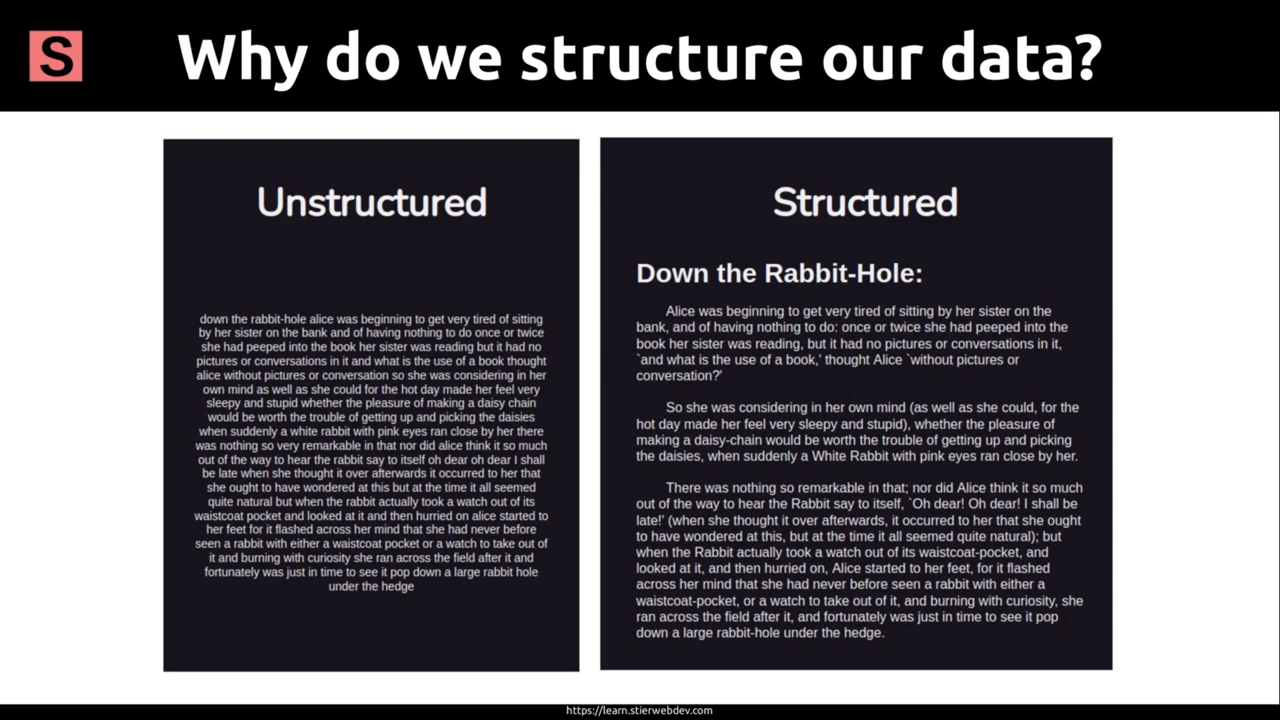 S
Why do we structure our data?
Unstructured
down the rabbit-hole alice was beginning to get very tired of sitting
by her sister on the bank and of having nothing to do once or twice
she had peeped into the book her sister was reading but it had no
pictures or conversations in it and what is the use of a book thought
alice without pictures or conversation so she was considering in her
own mind as well as she could for the hot day made her feel very
sleepy and stupid whether the pleasure of making a daisy chain
would be worth the trouble of getting up and picking the daisies
when suddenly a white rabbit with pink eyes ran close by her there
was nothing so very remarkable in that nor did alice think it so much
out of the way to hear the rabbit say to itself oh dear oh dear I shall
be late when she thought it over afterwards it occurred to her that
she ought to have wondered at this but at the time it all seemed
quite natural but when the rabbit actually took a watch out of its
waistcoat pocket and looked at it and then hurried on alice started to
her feet for it flashed across her mind that she had never before
seen a rabbit with either a waistcoat pocket or a watch to take out of
it and burning with curiosity she ran across the field after it and
fortunately was just in time to see it pop down a large rabbit hole
under the hedge
Structured
Down the Rabbit-Hole:
Alice was beginning to get very tired of sitting by her sister on the
bank, and of having nothing to do: once or twice she had peeped into the
book her sister was reading, but it had no pictures or conversations in it,
`and what is the use of a book,' thought Alice `without pictures or
conversation?'
So she was considering in her own mind (as well as she could, for the
hot day made her feel very sleepy and stupid), whether the pleasure of
making a daisy-chain would be worth the trouble of getting up and picking
the daisies, when suddenly a White Rabbit with pink eyes ran close by her.
There was nothing so remarkable in that; nor did Alice think it so much
out of the way to hear the Rabbit say to itself, `Oh dear! Oh dear! I shall be
late!' (when she thought it over afterwards, it occurred to her that she ought
to have wondered at this, but at the time it all seemed quite natural); but
when the Rabbit actually took a watch out of its waistcoat-pocket, and
looked at it, and then hurried on, Alice started to her feet, for it flashed
across her mind that she had never before seen a rabbit with either a
waistcoat-pocket, or a watch to take out of it, and burning with curiosity, she
ran across the field after it, and fortunately was just in time to see it pop
down a large rabbit-hole under the hedge.
https://learn.stierwebdev.com